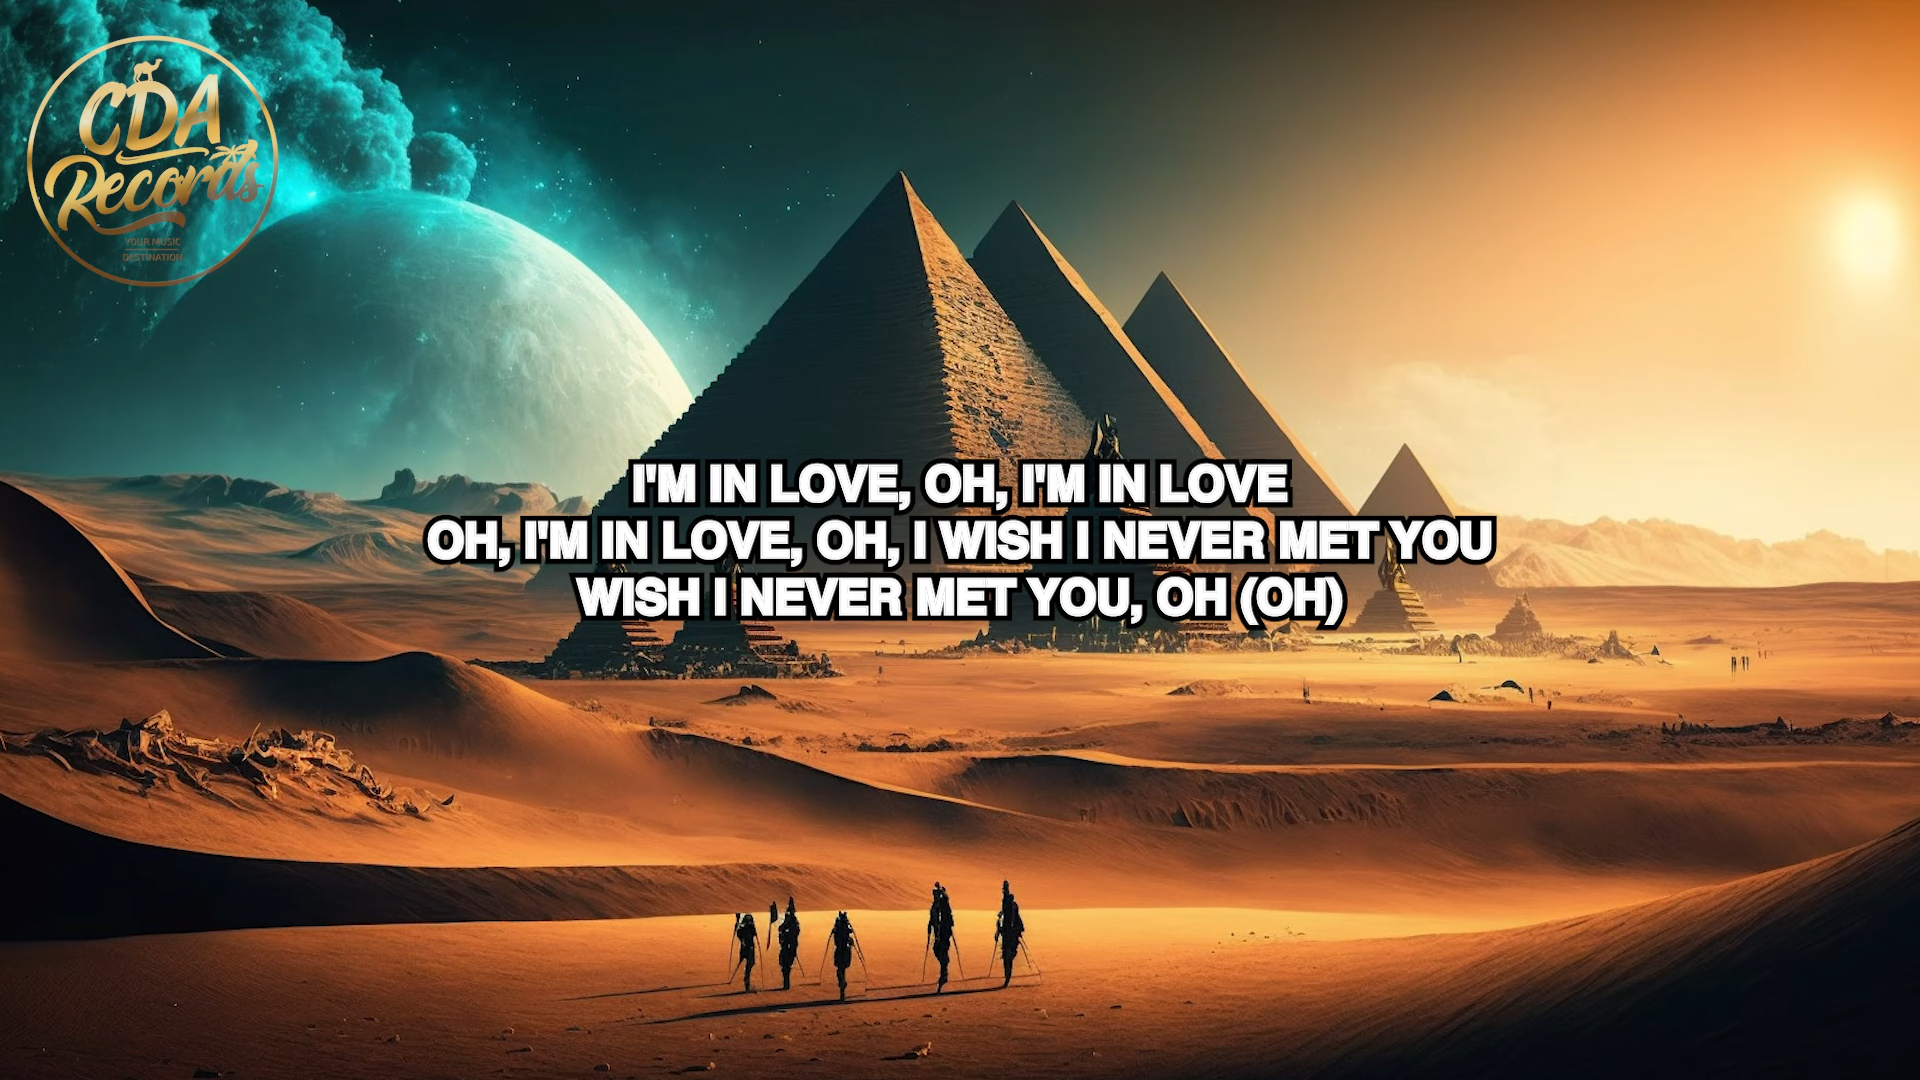 CDA
Records
YOUR MUSIC
DESTINATION
I'M IN LOVE, OH, I'M IN LOVE
OH, I'M IN LOVE, OH, I WISH I NEVER MET YOU
WISH I NEVER MET YOU, OH (OH)